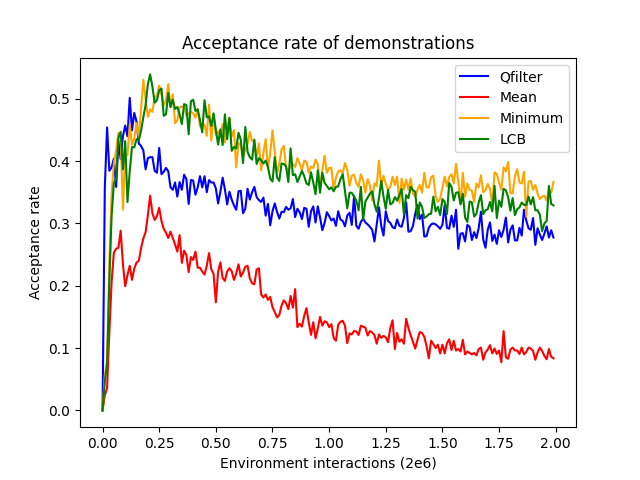 Acceptance rate of demonstrations
Qfilter
Mean
Minimum
LCB
Acceptance rate
0.5
0.4
0.3
0.2
0.1
0.0
0.00 0.25 0.50 0.75 1.00 1.25 1.50 1.75 2.00
Environment interactions (2e6)